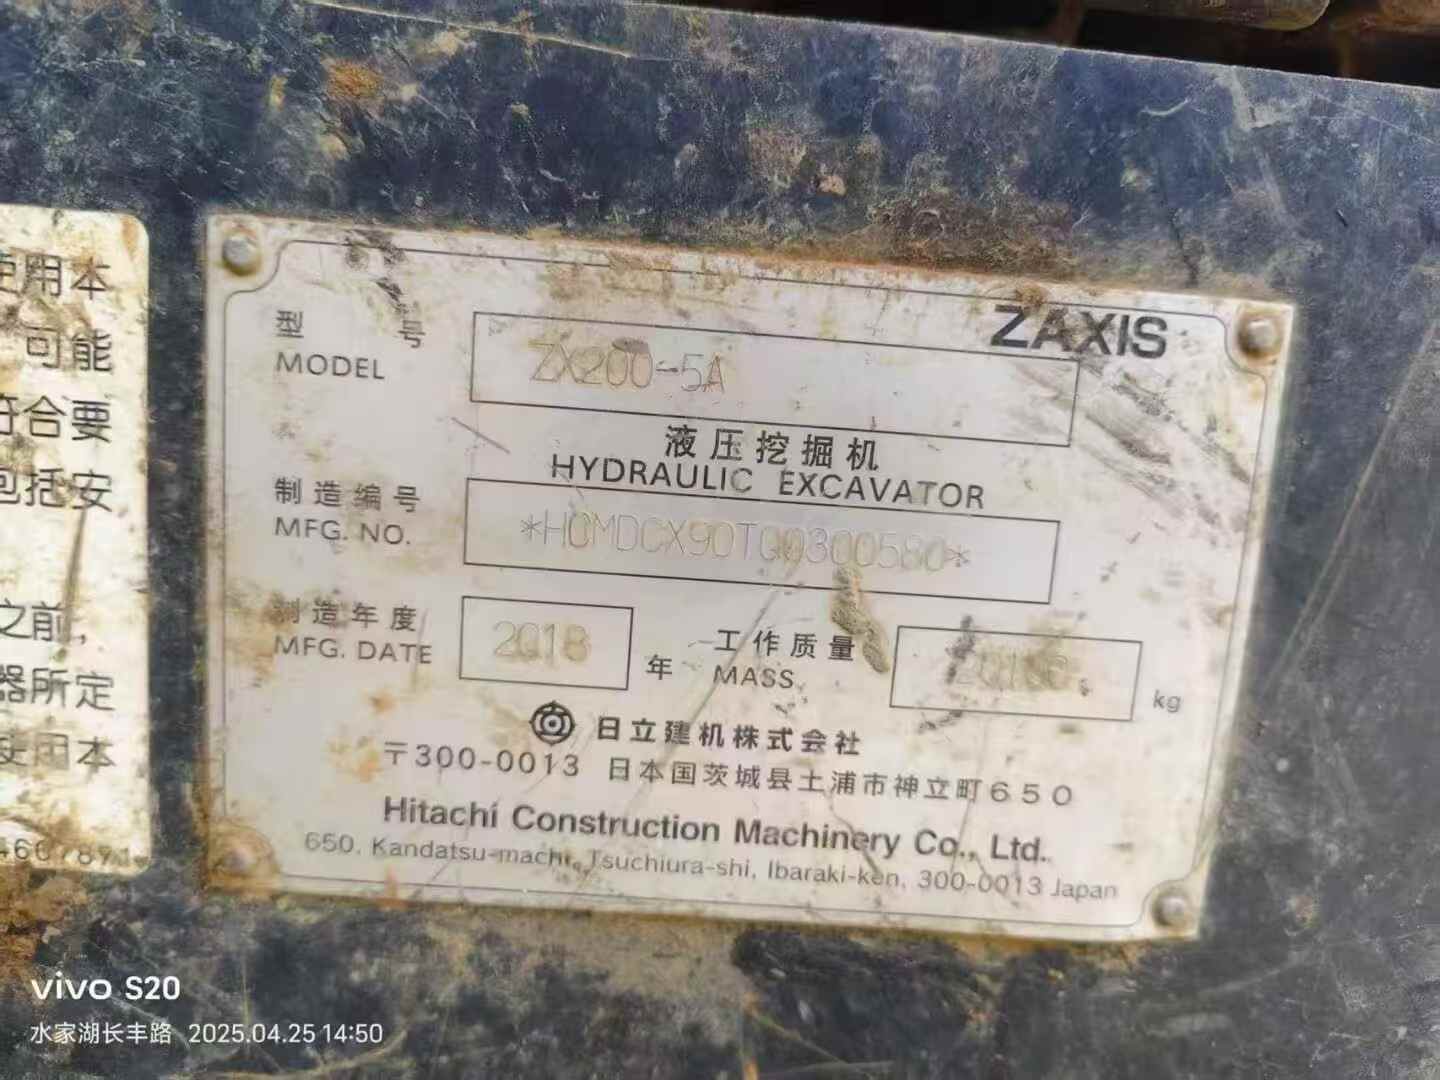 使用本
可能
符合要
包括安
之前，
器所定
使用本
ZAXIS
型 号
MODEL
ZX200-5A
液压挖掘机
HYDRAULIC EXCAVATOR
制造编号
MFG. NO.
*HCMDCX90T00300580*
制造年度
MFG. DATE
2018
年
工作质量
MASS
kg
日立建机株式会社
〒300-0013 日本国茨城县土浦市神立町650
Hitachi Construction Machinery Co., Ltd.
650, Kandatsu-machi, Tsuchiura-shi, Ibaraki-ken, 300-0013 Japan
vivo S20
水家湖长丰路 2025.04.25 14:50